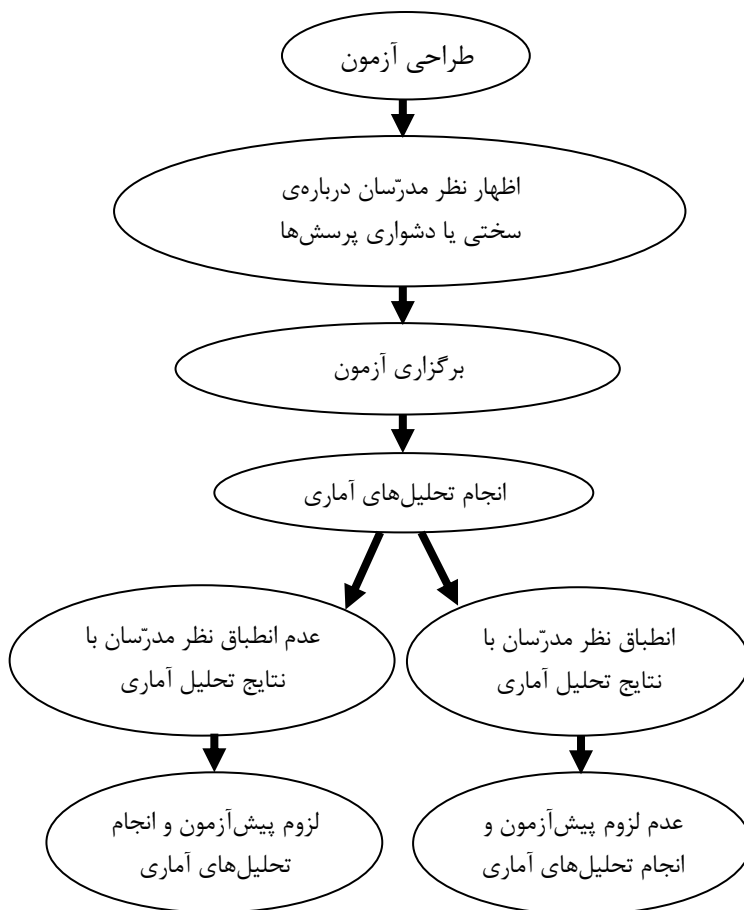 طراحی آزمون
اظهار نظر مدرّسان درباره‌ی
سختی یا دشواری پرسش‌ها
برگزاری آزمون
انجام تحلیل‌های آماری
انطباق نظر مدرّسان با
نتایج تحلیل آماری
عدم انطباق نظر مدرّسان با
نتایج تحلیل آماری
عدم لزوم پیش‌آزمون و
انجام تحلیل‌های آماری
لزوم پیش‌آزمون و انجام
تحلیل‌های آماری